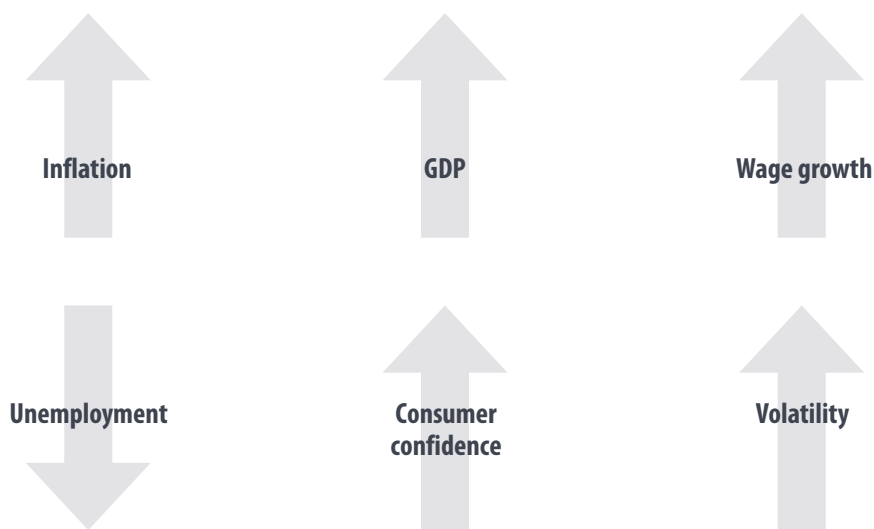 Inflation
GDP
Wage growth
Unemployment
Consumer
confidence
Volatility